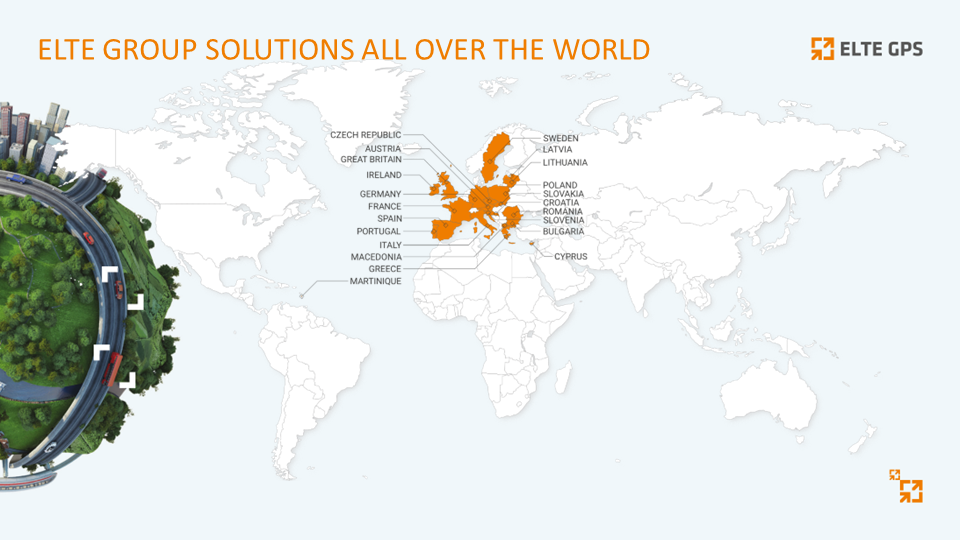 ELTE GROUP SOLUTIONS ALL OVER THE WORLD
ELTE GPS
CZECH REPUBLIC
AUSTRIA
GREAT BRITAIN
IRELAND
GERMANY
FRANCE
SPAIN
PORTUGAL
ITALY
MACEDONIA
GREECE
MARTINIQUE
SWEDEN
LATVIA
LITHUANIA
POLAND
SLOVAKIA
CROATIA
ROMANIA
SLOVENIA
BULGARIA
CYPRUS